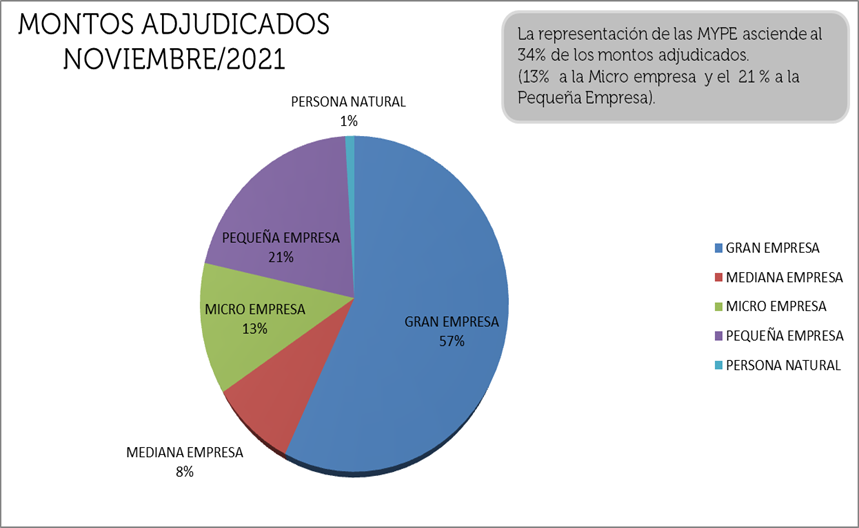 MONTOS ADJUDICADOS
NOVIEMBRE/2021
La representación de las MYPE asciende al
34% de los montos adjudicados.
(13% a la Micro empresa y el 21 % a la
Pequeña Empresa).
PERSONA NATURAL
1%
PEQUEÑA EMPRESA
21%
MICRO EMPRESA
13%
GRAN EMPRESA
57%
MEDIANA EMPRESA
8%
GRAN EMPRESA
MEDIANA EMPRESA
MICRO EMPRESA
PEQUEÑA EMPRESA
PERSONA NATURAL